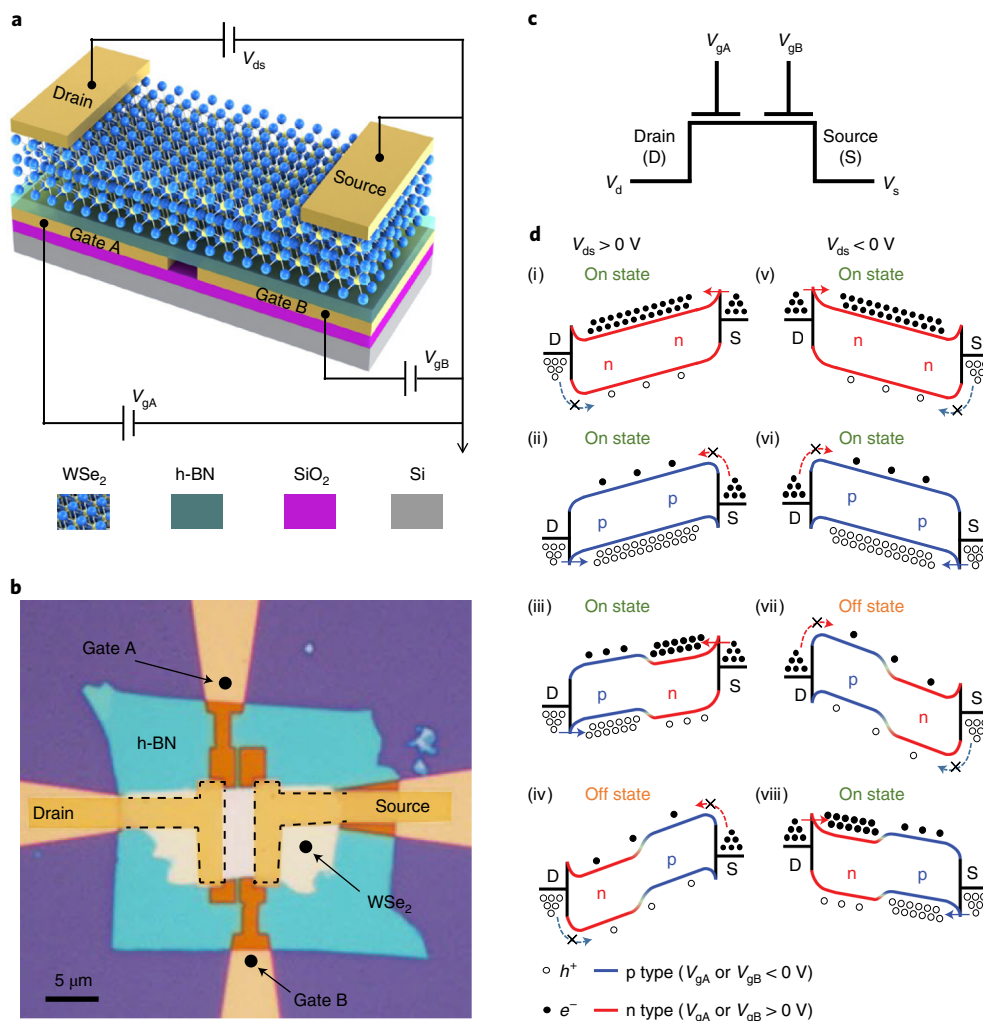 a
V_ds
Drain
Source
Gate A
Gate B
V_gB
V_gA
WSe₂ h-BN SiO₂ Si
b
Gate A
h-BN
Drain
Source
WSe₂
5 μm
Gate B
c
V_gA V_gB
Drain Source
(D) (S)
V_d V_s
d V_ds > 0 V V_ds < 0 V
(i) On state (v) On state
D n n S D n n S
(ii) On state (vi) On state
D p p S D p p S
(iii) On state (vii) Off state
D p n S D p n S
(iv) Off state (viii) On state
D n p S D n p S
h⁺ p type (V_gA or V_gB < 0 V)
e⁻ n type (V_gA or V_gB > 0 V)